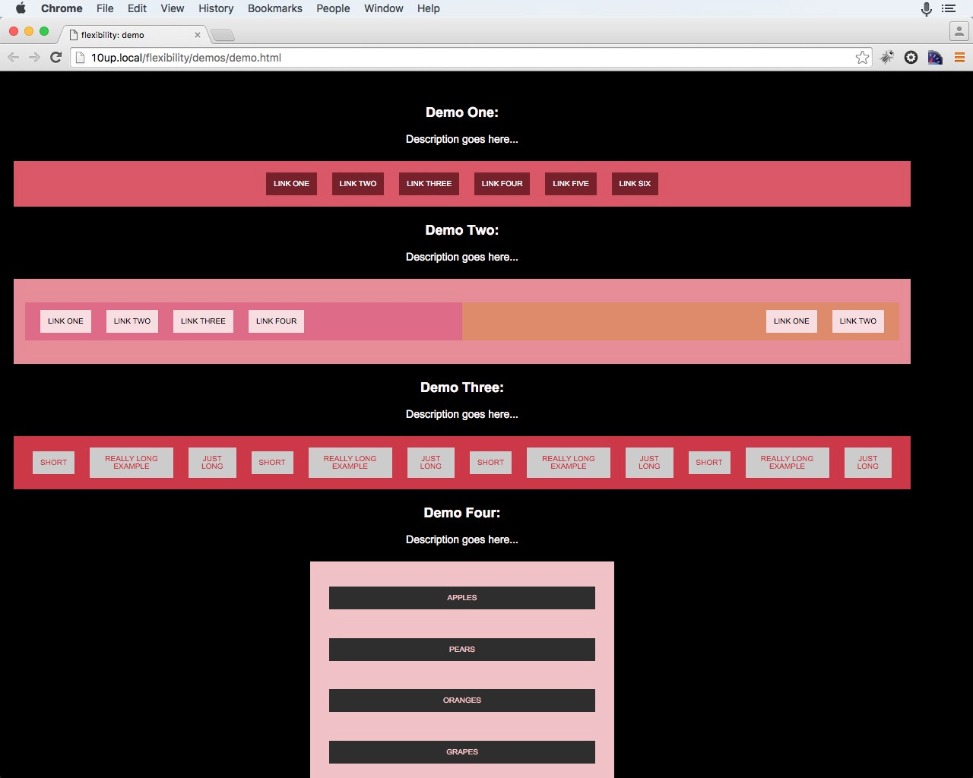 Chrome File Edit View History Bookmarks People Window Help
flexibility: demo
10up.local/flexibility/demos/demo.html
Demo One:
Description goes here...
LINK ONE LINK TWO LINK THREE LINK FOUR LINK FIVE LINK SIX
Demo Two:
Description goes here...
LINK ONE LINK TWO LINK THREE LINK FOUR LINK ONE LINK TWO
Demo Three:
Description goes here...
SHORT REALLY LONG JUST SHORT REALLY LONG JUST SHORT REALLY LONG JUST SHORT REALLY LONG JUST
EXAMPLE LONG EXAMPLE LONG EXAMPLE LONG EXAMPLE LONG
Demo Four:
Description goes here...
APPLES
PEARS
ORANGES
GRAPES